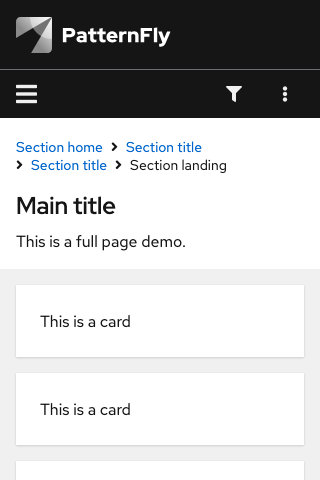 PatternFly
Section home Section title
Section title Section landing
Main title
This is a full page demo.
This is a card
This is a card